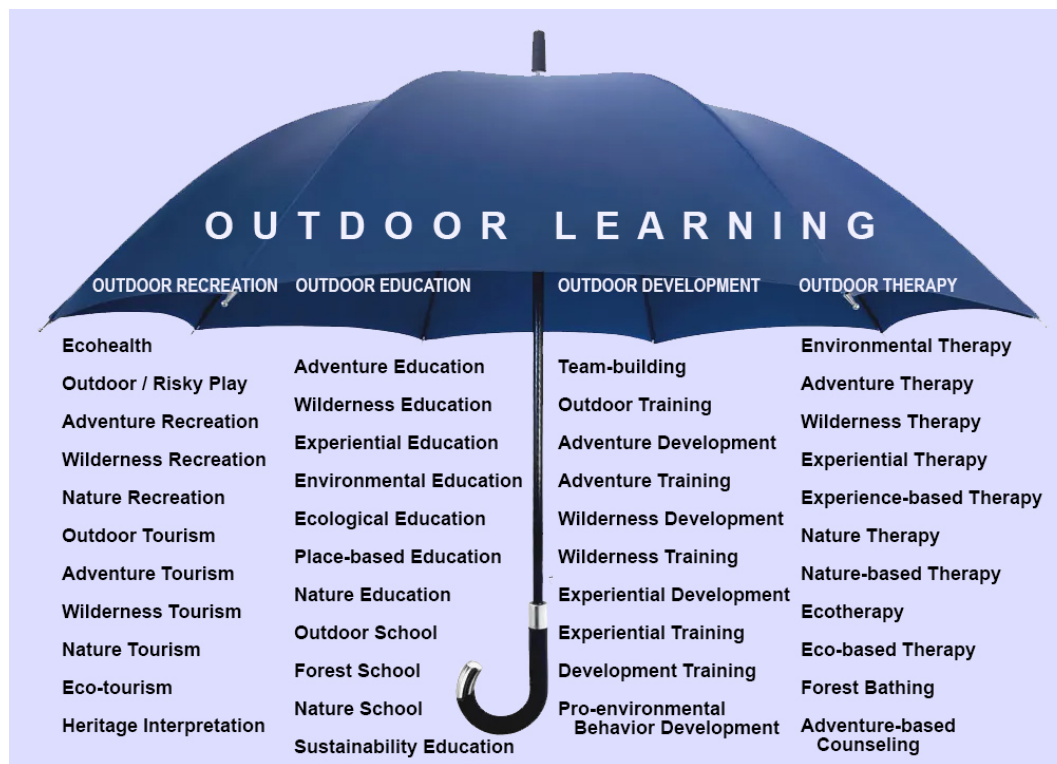 OUTDOOR LEARNING
OUTDOOR RECREATION
Ecohealth
Outdoor / Risky Play
Adventure Recreation
Wilderness Recreation
Nature Recreation
Outdoor Tourism
Adventure Tourism
Wilderness Tourism
Nature Tourism
Eco-tourism
Heritage Interpretation
OUTDOOR EDUCATION
Adventure Education
Wilderness Education
Experiential Education
Environmental Education
Ecological Education
Place-based Education
Nature Education
Outdoor School
Forest School
Nature School
Sustainability Education
OUTDOOR DEVELOPMENT
Team-building
Outdoor Training
Adventure Development
Adventure Training
Wilderness Development
Wilderness Training
Experiential Development
Experiential Training
Development Training
Pro-environmental
Behavior Development
OUTDOOR THERAPY
Environmental Therapy
Adventure Therapy
Wilderness Therapy
Experiential Therapy
Experience-based Therapy
Nature Therapy
Nature-based Therapy
Ecotherapy
Eco-based Therapy
Forest Bathing
Adventure-based
Counseling